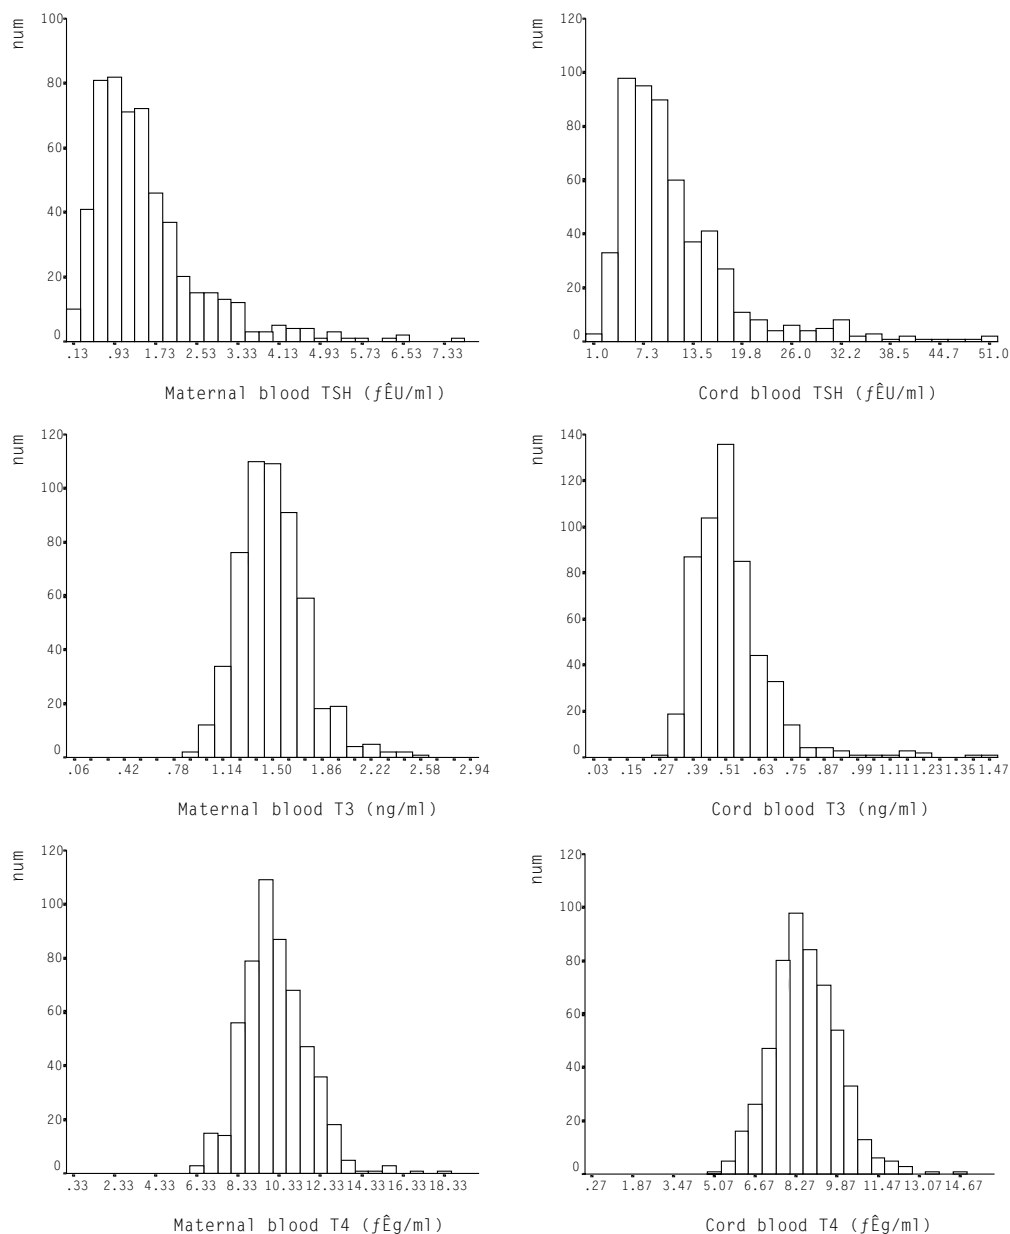 num
100
80
60
40
20
0
.13 .93 1.73 2.53 3.33 4.13 4.93 5.73 6.53 7.33
Maternal blood TSH (ƒÊU/ml)
num
120
100
80
60
40
20
0
1.0 7.3 13.5 19.8 26.0 32.2 38.5 44.7 51.0
Cord blood TSH (ƒÊU/ml)
num
120
100
80
60
40
20
0
.06 .42 .78 1.14 1.50 1.86 2.22 2.58 2.94
Maternal blood T3 (ng/ml)
num
140
120
100
80
60
40
20
0
.03 .15 .27 .39 .51 .63 .75 .87 .99 1.11 1.23 1.35 1.47
Cord blood T3 (ng/ml)
num
120
100
80
60
40
20
0
.33 2.33 4.33 6.33 8.33 10.33 12.33 14.33 16.33 18.33
Maternal blood T4 (ƒÊg/ml)
num
120
100
80
60
40
20
0
.27 1.87 3.47 5.07 6.67 8.27 9.87 11.47 13.07 14.67
Cord blood T4 (ƒÊg/ml)